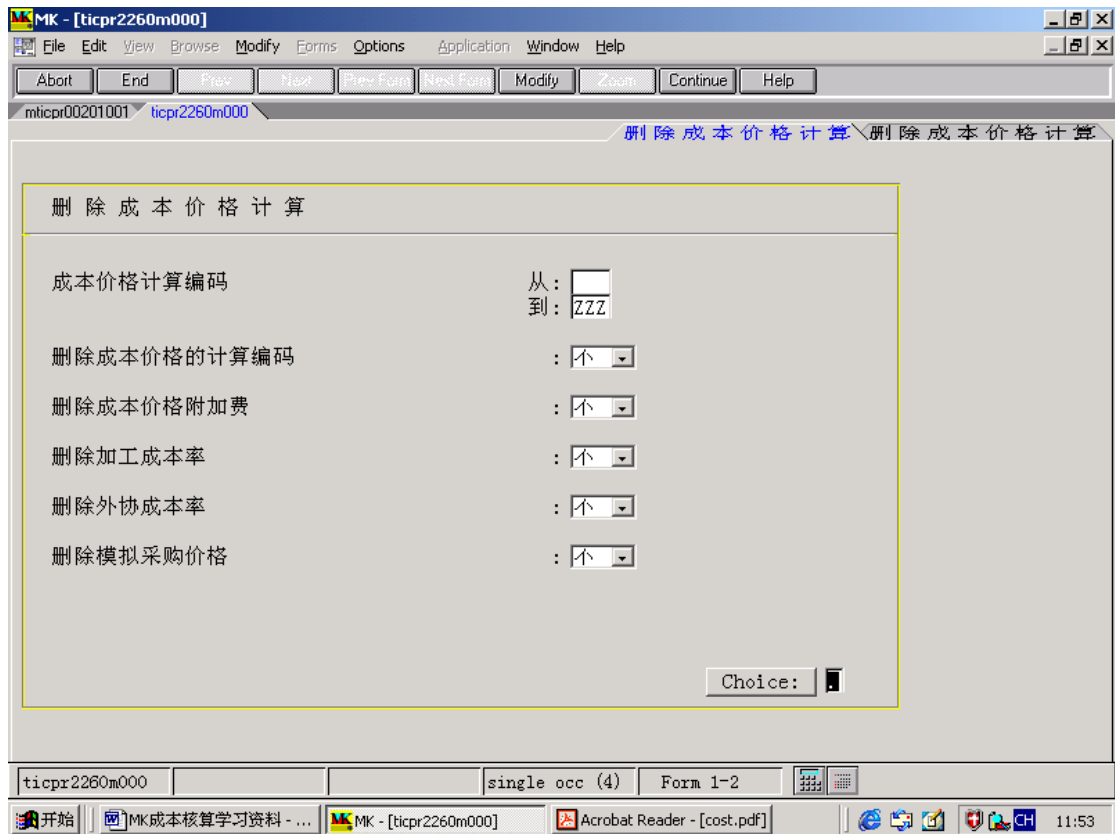 MK - [ticpr2260m000]
File Edit View Browse Modify Forms Options Application Window Help
Abort End Prev Next Prev Form Next Form Modify Zoom Continue Help
mticpr00201001 ticpr2260m000
删除成本价格计算 删除成本价格计算
删除成本价格计算
成本价格计算编码 从:
到: ZZZ
删除成本价格的计算编码 : 个
删除成本价格附加费 : 个
删除加工成本率 : 个
删除外协成本率 : 个
删除模拟采购价格 : 个
Choice: .
ticpr2260m000 single occ (4) Form 1-2
开始 MK成本核算学习资料 - ... MK - [ticpr2260m000] Acrobat Reader - [cost.pdf] CH 11:53